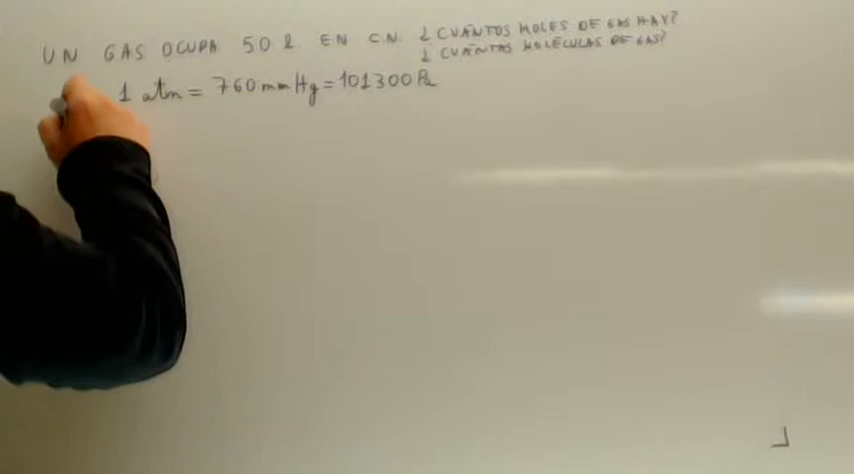 UN GAS OCUPA 50 l EN CN ¿CUÁNTOS MOLES DE GAS HAY?
¿CUÁNTAS MOLÉCULAS DE GAS?
1 atm = 760 mmHg = 101300 Pa